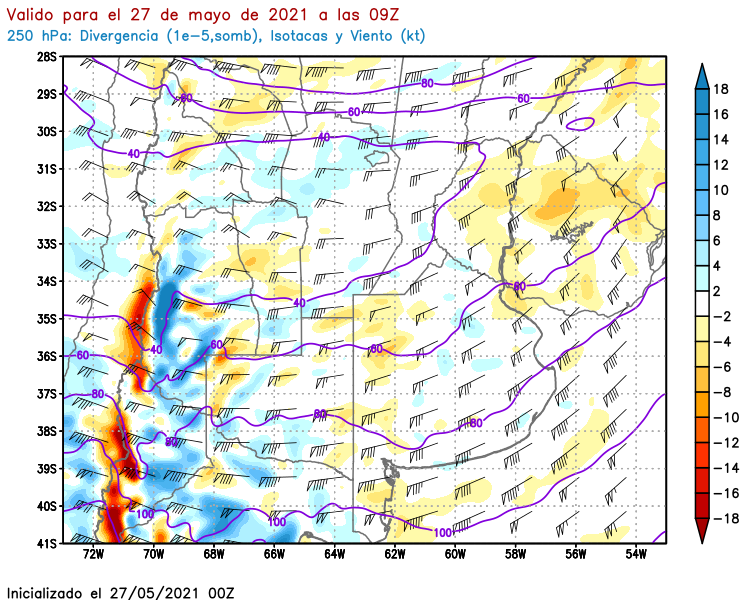 Valido para el 27 de mayo de 2021 a las 09Z
250 hPa: Divergencia (1e−5,somb), Isotacas y Viento (kt)
28S
29S
30S
31S
32S
33S
34S
35S
36S
37S
38S
39S
40S
41S
80
60
60
60
40
40
40
60
40
60
60
60
80
80
80
80
100
100
100
18
16
14
12
10
8
6
4
2
−2
−4
−6
−8
−10
−12
−14
−16
−18
72W 70W 68W 66W 64W 62W 60W 58W 56W 54W
Inicializado el 27/05/2021 00Z